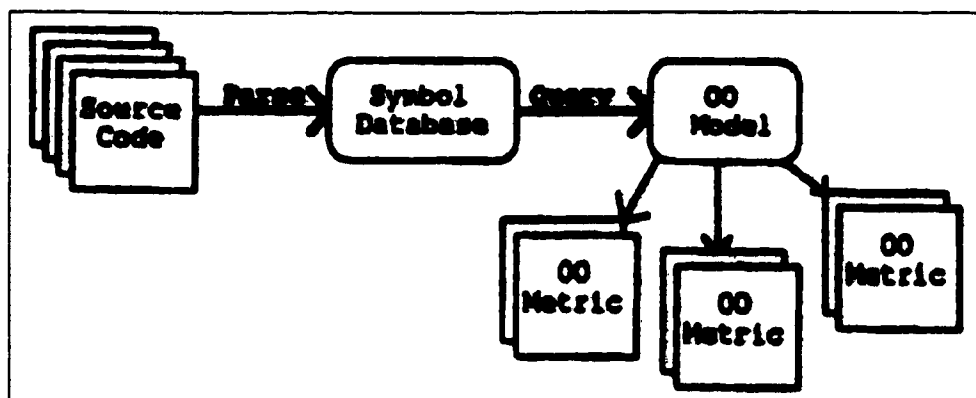 Source
Code
Parse
Symbol
Database
Query
OO
Model
OO
Metric
OO
Metric
OO
Metric